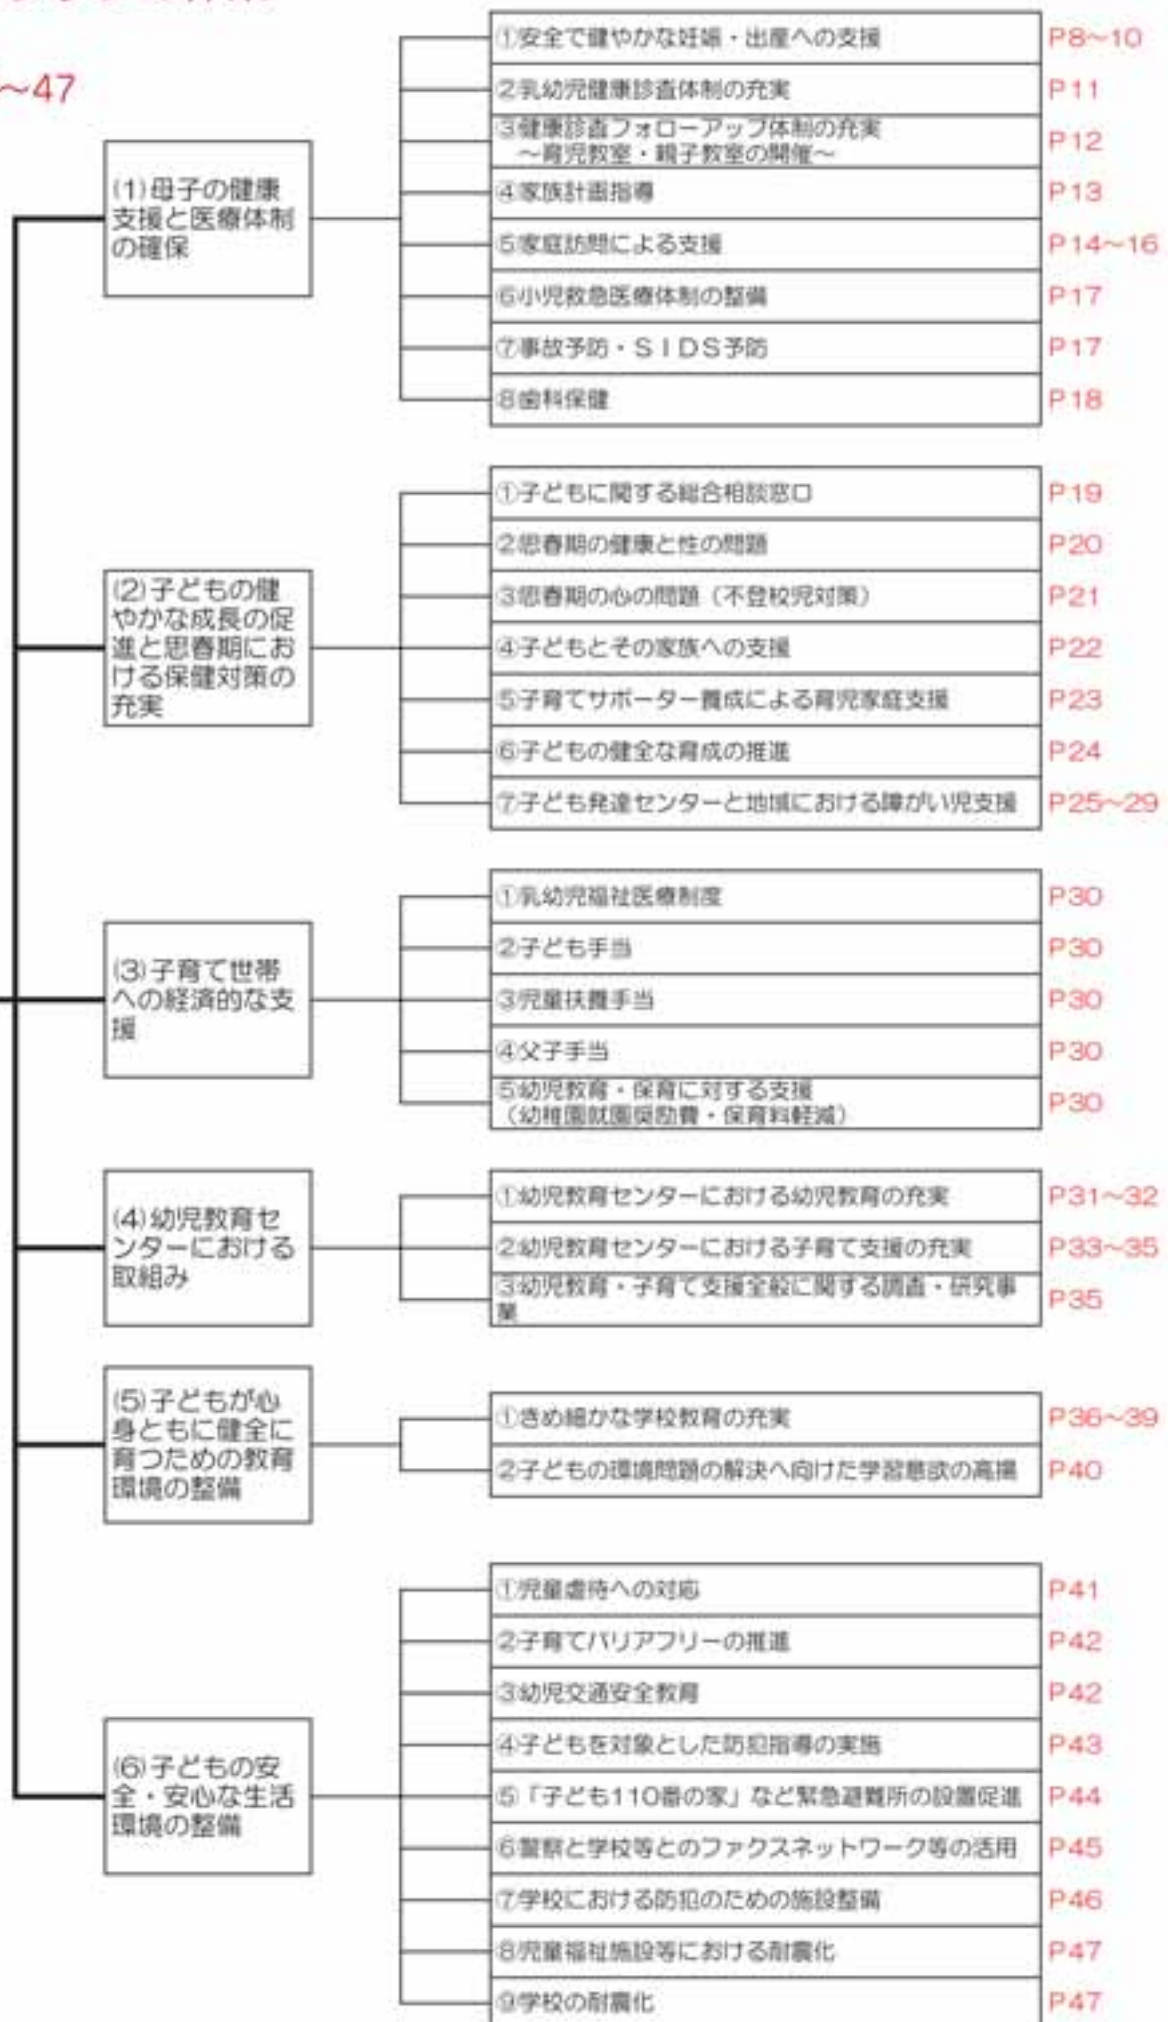 ～47
(1)母子の健康
支援と医療体制
の確保
①安全で健やかな妊娠・出産への支援 P8～10
②乳幼児健康診査体制の充実 P11
③健康診査フォローアップ体制の充実
～育児教室・親子教室の開催～ P12
④家族計画指導 P13
⑤家庭訪問による支援 P14～16
⑥小児救急医療体制の整備 P17
⑦事故予防・ＳＩＤＳ予防 P17
⑧歯科保健 P18
(2)子どもの健
やかな成長の促
進と思春期にお
ける保健対策の
充実
①子どもに関する総合相談窓口 P19
②思春期の健康と性の問題 P20
③思春期の心の問題（不登校児対策） P21
④子どもとその家族への支援 P22
⑤子育てサポーター養成による育児家庭支援 P23
⑥子どもの健全な育成の推進 P24
⑦子ども発達センターと地域における障がい児支援 P25～29
(3)子育て世帯
への経済的な支
援
①乳幼児福祉医療制度 P30
②子ども手当 P30
③児童扶養手当 P30
④父子手当 P30
⑤幼児教育・保育に対する支援
（幼稚園就園奨励費・保育料軽減） P30
(4)幼児教育セ
ンターにおける
取組み
①幼児教育センターにおける幼児教育の充実 P31～32
②幼児教育センターにおける子育て支援の充実 P33～35
③幼児教育・子育て支援全般に関する調査・研究事
業 P35
(5)子どもが心
身ともに健全に
育つための教育
環境の整備
①きめ細かな学校教育の充実 P36～39
②子どもの環境問題の解決へ向けた学習意欲の高揚 P40
(6)子どもの安
全・安心な生活
環境の整備
①児童虐待への対応 P41
②子育てバリアフリーの推進 P42
③幼児交通安全教育 P42
④子どもを対象とした防犯指導の実施 P43
⑤「子ども110番の家」など緊急避難所の設置促進 P44
⑥警察と学校等とのファクスネットワーク等の活用 P45
⑦学校における防犯のための施設整備 P46
⑧児童福祉施設等における耐震化 P47
⑨学校の耐震化 P47